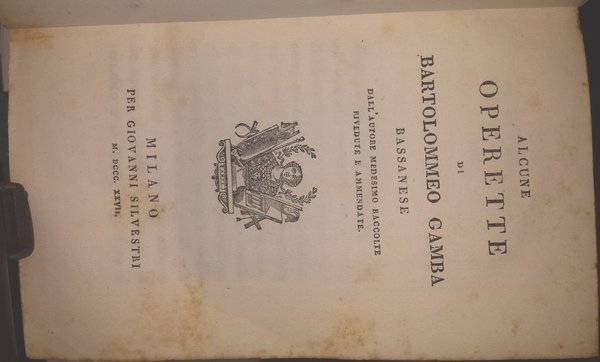 ALCUNE
OPERETTE
DI
BARTOLOMMEO GAMBA
BASSANESE
DALL'AUTORE MEDESIMO RACCOLTE
RIVEDUTE E AMMENDATE.
MILANO
PER GIOVANNI SILVESTRI
M. DCCC. XXVII.